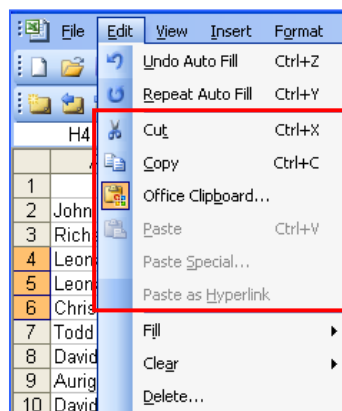 File Edit View Insert Format
Undo Auto Fill Ctrl+Z
Repeat Auto Fill Ctrl+Y
H4
Cut Ctrl+X
Copy Ctrl+C
1
Office Clipboard...
2 John
Paste Ctrl+V
3 Rich
Paste Special...
4 Leon
5 Leon
Paste as Hyperlink
6 Chris
7 Todd
Fill
8 David
Clear
9 Aurig
Delete...
10 David